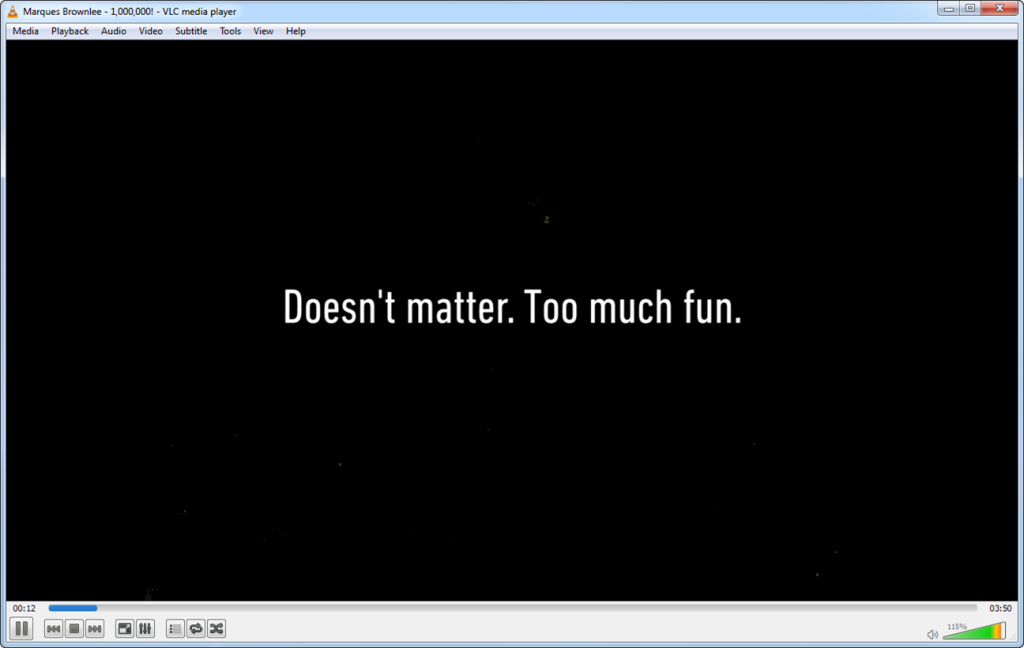 Marques Brownlee - 1,000,000! - VLC media player
Media Playback Audio Video Subtitle Tools View Help
Doesn't matter. Too much fun.
00:12 03:50
115%